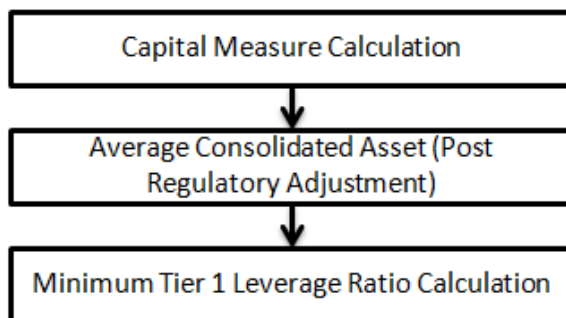 Capital Measure Calculation
Average Consolidated Asset (Post
Regulatory Adjustment)
Minimum Tier 1 Leverage Ratio Calculation